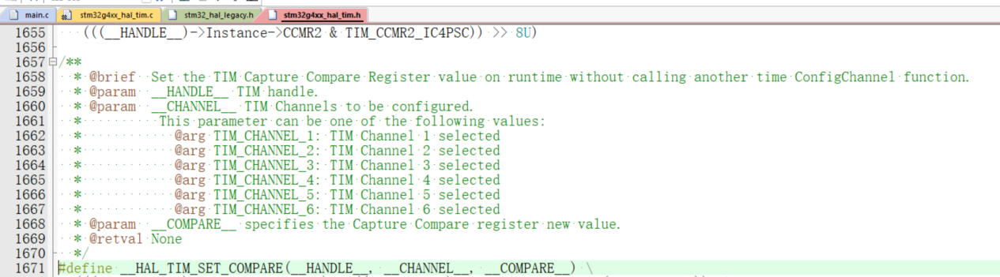 main.c stm32g4xx_hal_tim.c stm32_hal_legacy.h stm32g4xx_hal_tim.h
1655 (((__HANDLE__)->Instance->CCMR2 & TIM_CCMR2_IC4PSC)) >> 8U)
1656
1657 /**
1658 * @brief Set the TIM Capture Compare Register value on runtime without calling another time ConfigChannel function.
1659 * @param __HANDLE__ TIM handle.
1660 * @param __CHANNEL__ TIM Channels to be configured.
1661 * This parameter can be one of the following values:
1662 * @arg TIM_CHANNEL_1: TIM Channel 1 selected
1663 * @arg TIM_CHANNEL_2: TIM Channel 2 selected
1664 * @arg TIM_CHANNEL_3: TIM Channel 3 selected
1665 * @arg TIM_CHANNEL_4: TIM Channel 4 selected
1666 * @arg TIM_CHANNEL_5: TIM Channel 5 selected
1667 * @arg TIM_CHANNEL_6: TIM Channel 6 selected
1668 * @param __COMPARE__ specifies the Capture Compare register new value.
1669 * @retval None
1670 */
1671 #define __HAL_TIM_SET_COMPARE(__HANDLE__, __CHANNEL__, __COMPARE__) \